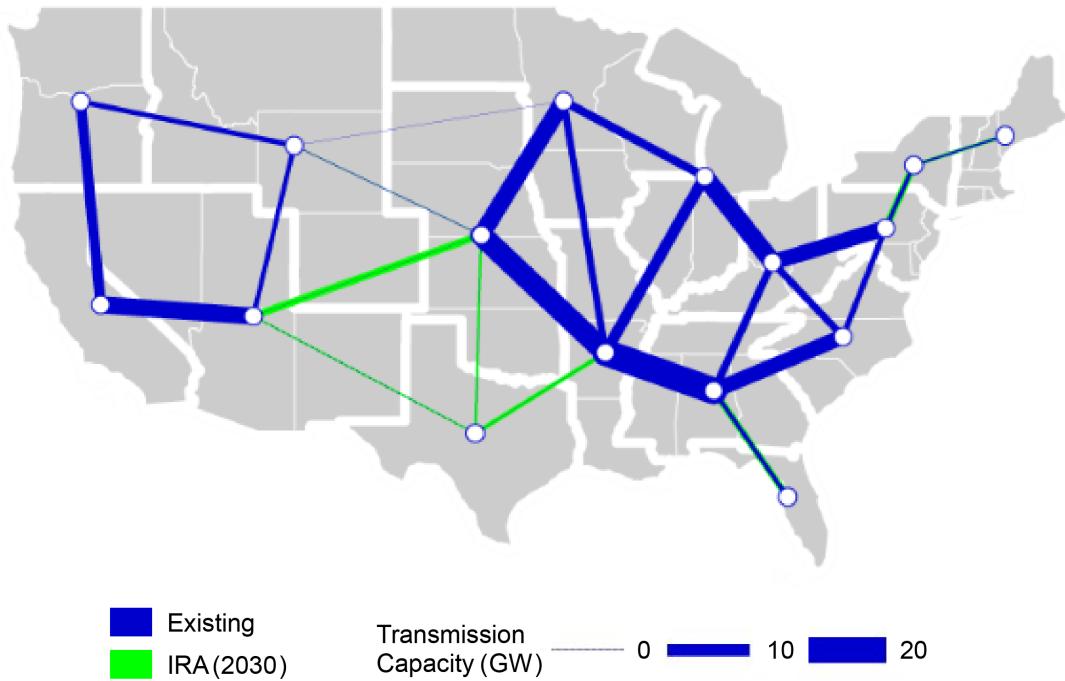 Existing
IRA (2030)
Transmission
Capacity (GW)
0
10
20